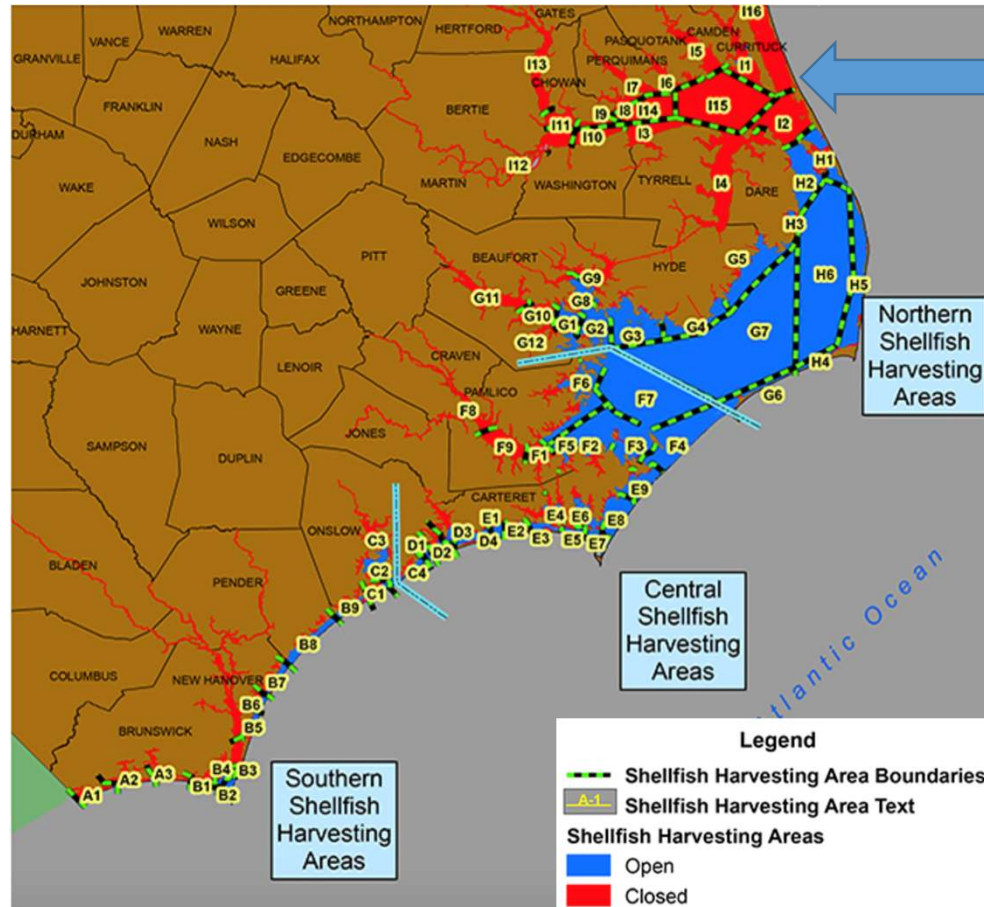 GATES
I16
NORTHAMPTON
HERTFORD
CAMDEN
WARREN
VANCE
PASQUOTANK
CURRITUCK
GRANVILLE
HALIFAX
I5
I1
I13
PERQUIMANS
CHOWAN
I7
I6
FRANKLIN
BERTIE
I8
I14
I15
I9
I11
I10
I3
I2
DURHAM
NASH
EDGECOMBE
I12
H1
WAKE
MARTIN
WASHINGTON
TYRRELL
I4
DARE
H2
WILSON
H3
PITT
BEAUFORT
HYDE
G5
H6
JOHNSTON
GREENE
G9
H5
G11
G8
WAYNE
G10
G1
G2
G3
G4
G7
HARNETT
G12
Northern
Shellfish
Harvesting
Areas
LENOIR
CRAVEN
H4
PAMLICO
F6
G6
F7
F8
JONES
SAMPSON
DUPLIN
F9
F1
F5
F2
F3
F4
CARTERET
E9
ONSLOW
E1
E4
E6
E8
D3
E2
D1
D4
E3
E5
E7
C3
D2
C2
C4
BLADEN
PENDER
C1
Central
Shellfish
Harvesting
Areas
B9
B8
COLUMBUS
NEW HANOVER
B7
B6
B5
BRUNSWICK
Atlantic Ocean
B4
B3
A3
A2
B1
B2
A1
Southern
Shellfish
Harvesting
Areas
Legend
Shellfish Harvesting Area Boundaries
A-1
Shellfish Harvesting Area Text
Shellfish Harvesting Areas
Open
Closed